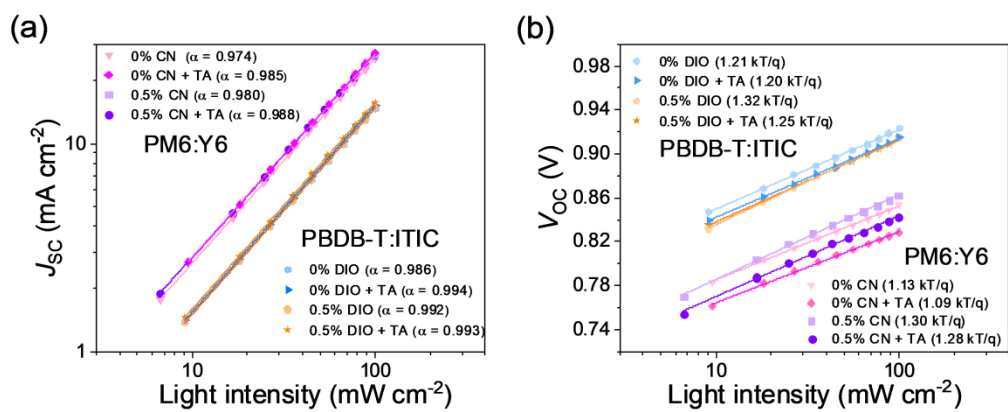 (a)
0% CN (α = 0.974)
0% CN + TA (α = 0.985)
0.5% CN (α = 0.980)
0.5% CN + TA (α = 0.988)
PM6:Y6
PBDB-T:ITIC
0% DIO (α = 0.986)
0% DIO + TA (α = 0.994)
0.5% DIO (α = 0.992)
0.5% DIO + TA (α = 0.993)
10
1
JSC (mA cm-2)
10
100
Light intensity (mW cm-2)
(b)
0% DIO (1.21 kT/q)
0% DIO + TA (1.20 kT/q)
0.5% DIO (1.32 kT/q)
0.5% DIO + TA (1.25 kT/q)
PBDB-T:ITIC
PM6:Y6
0% CN (1.13 kT/q)
0% CN + TA (1.09 kT/q)
0.5% CN (1.30 kT/q)
0.5% CN + TA (1.28 kT/q)
0.98
0.94
0.90
0.86
0.82
0.78
0.74
VOC (V)
10
100
Light intensity (mW cm-2)